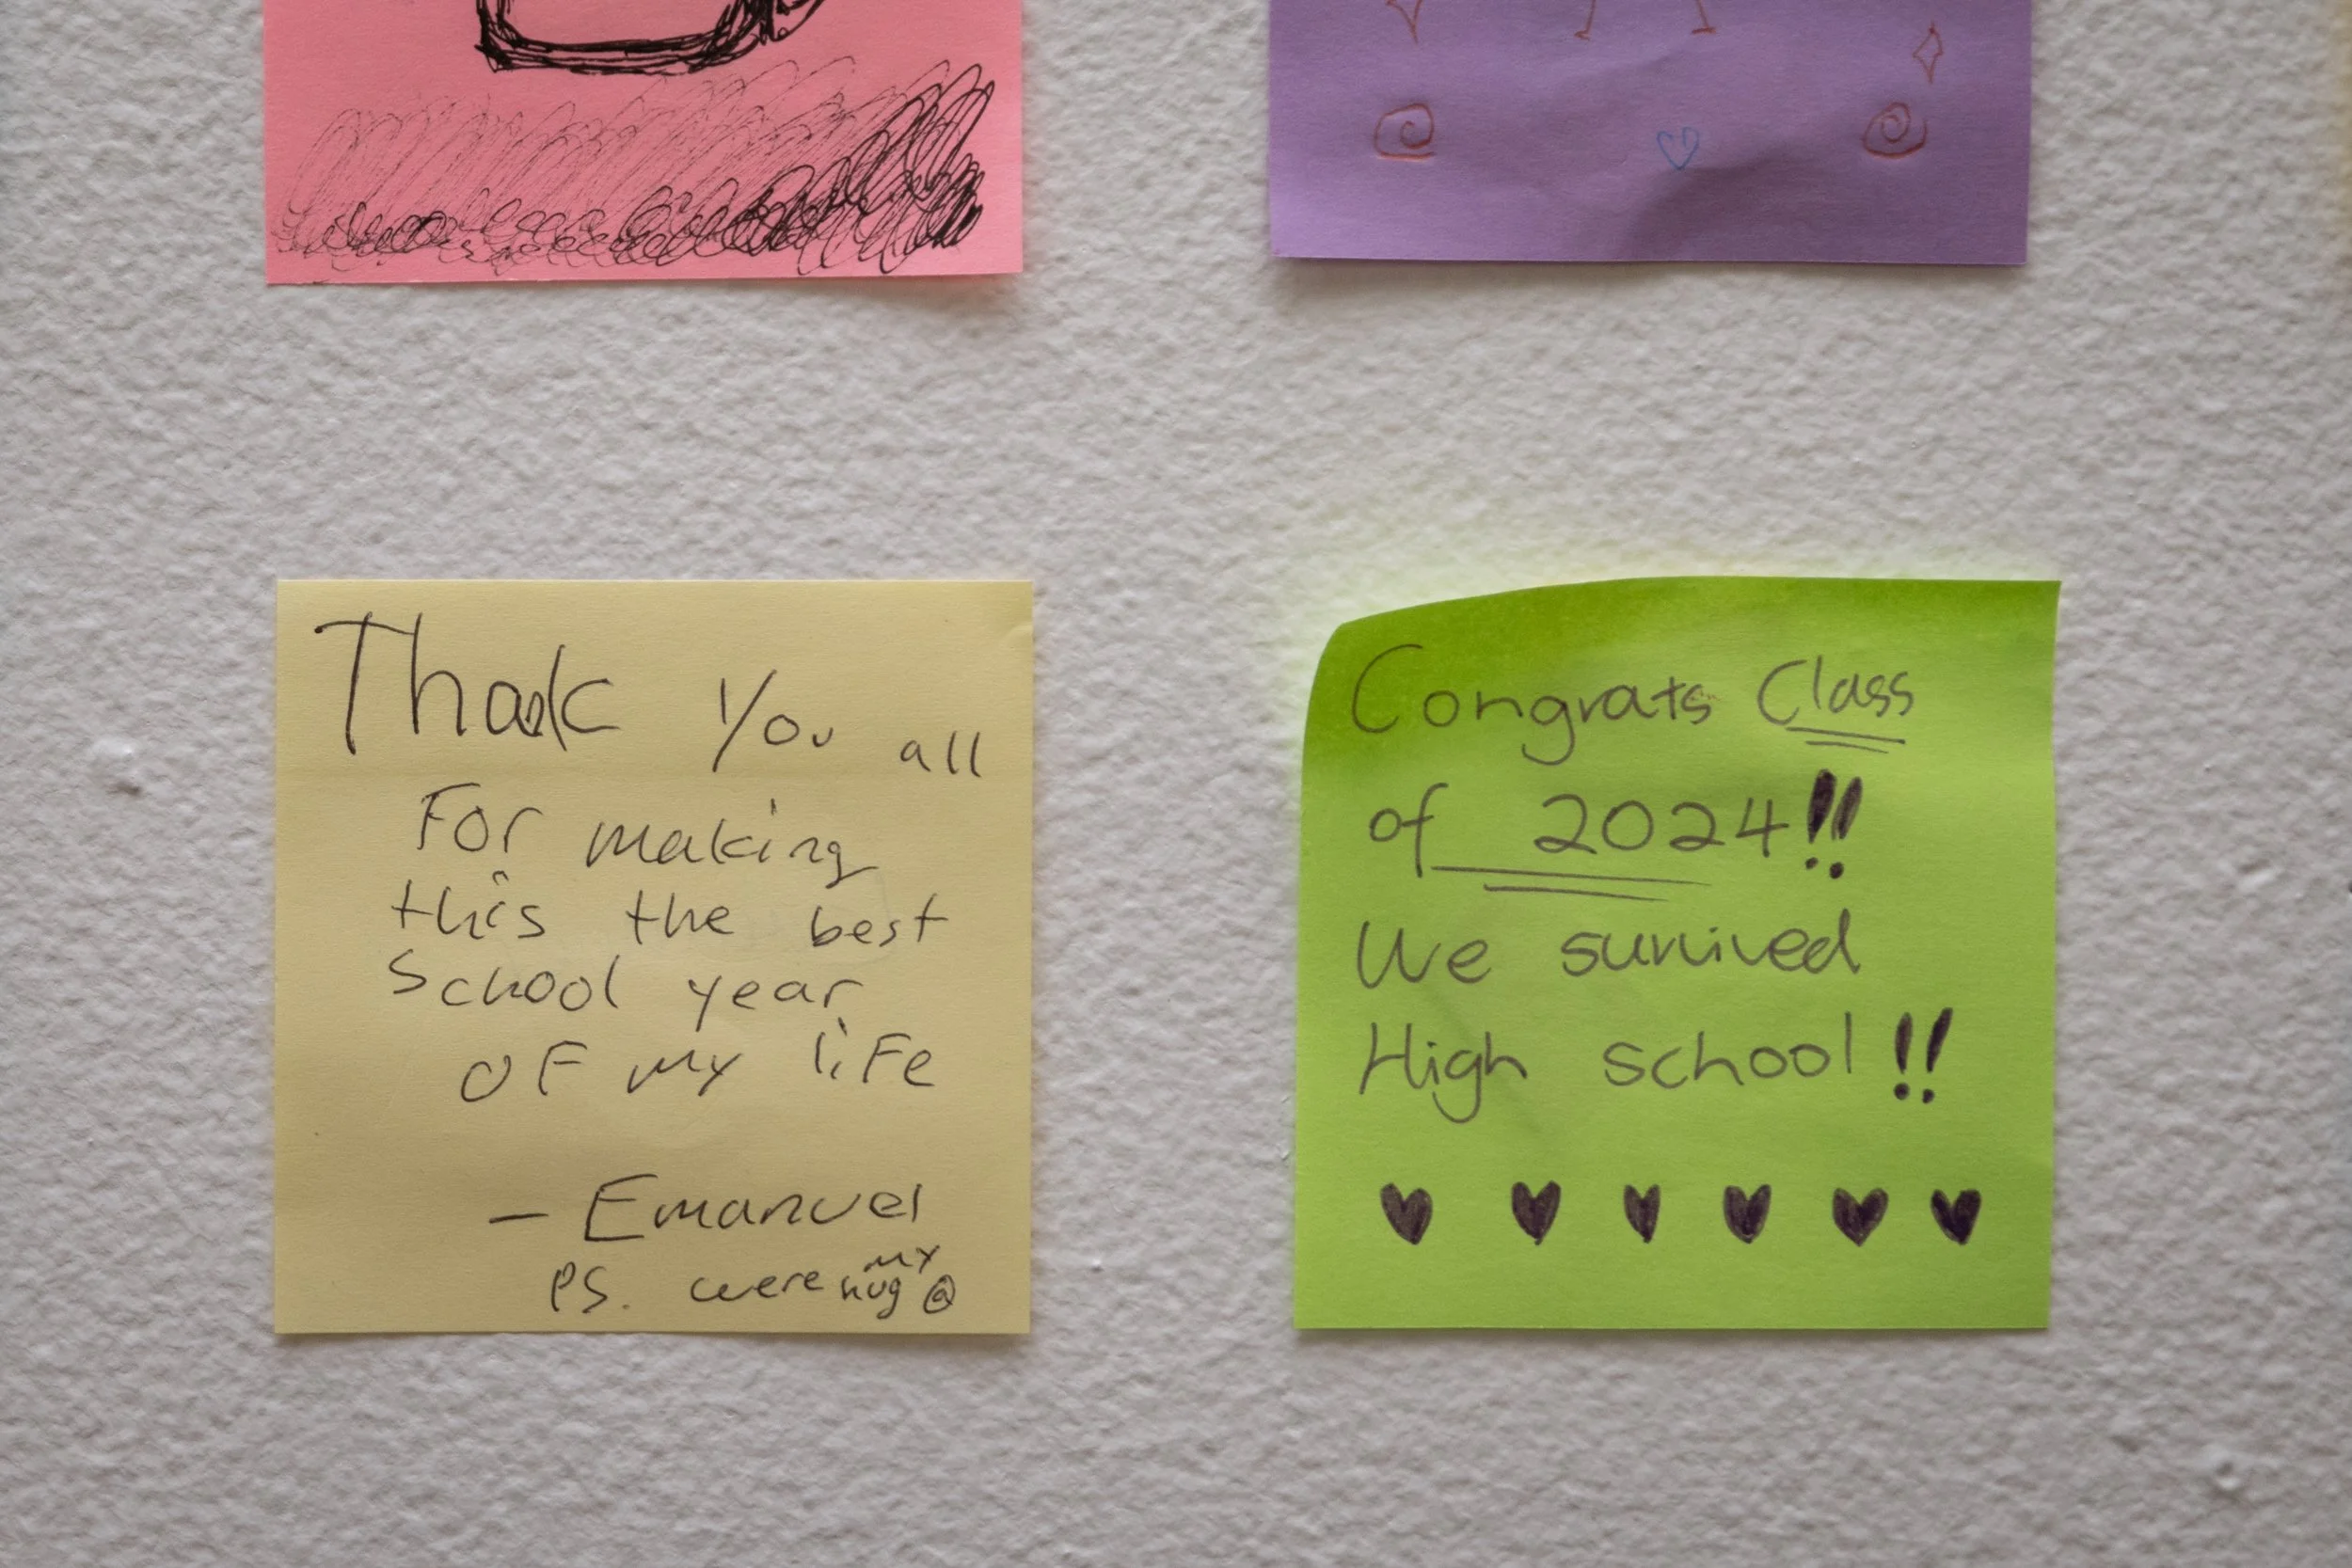 Thank You all
For making
this the best
School year
of my life
- Emanuel
PS. were my hug @
Congrats Class
of 2024!!
We survived
High school!!